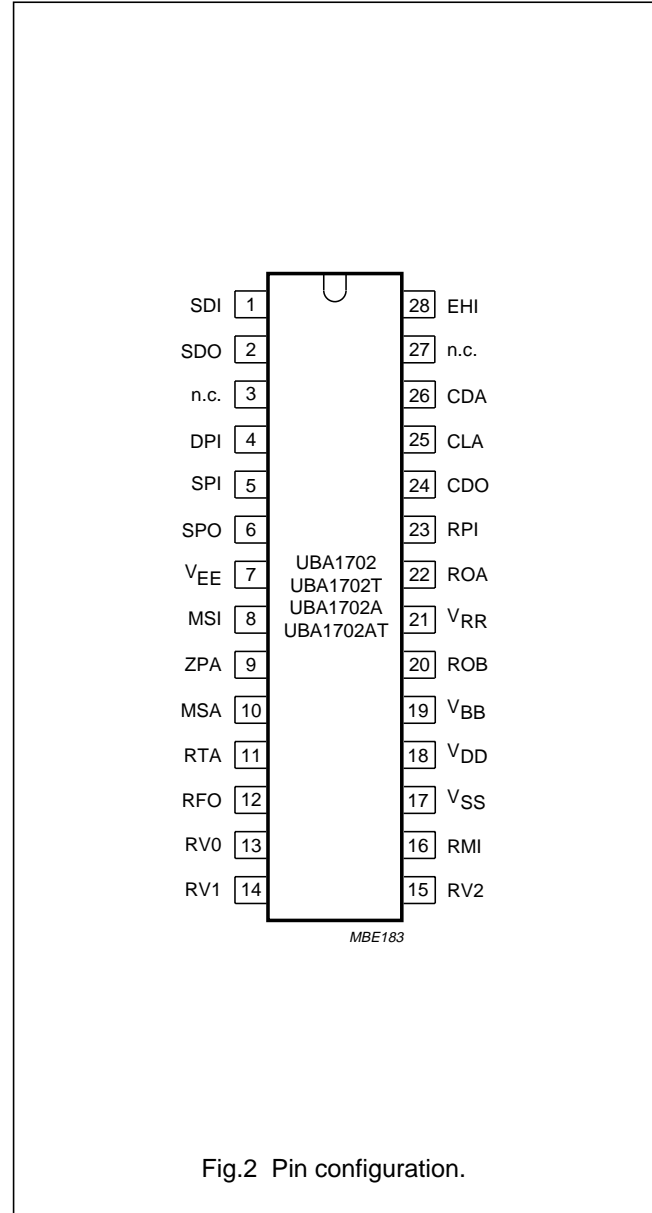 SDI 1 28 EHI
SDO 2 27 n.c.
n.c. 3 26 CDA
DPI 4 25 CLA
SPI 5 24 CDO
SPO 6 23 RPI
VEE 7 22 ROA
MSI 8 21 VRR
ZPA 9 20 ROB
MSA 10 19 VBB
RTA 11 18 VDD
RFO 12 17 VSS
RV0 13 16 RMI
RV1 14 15 RV2
UBA1702
UBA1702T
UBA1702A
UBA1702AT
MBE183
Fig.2 Pin configuration.